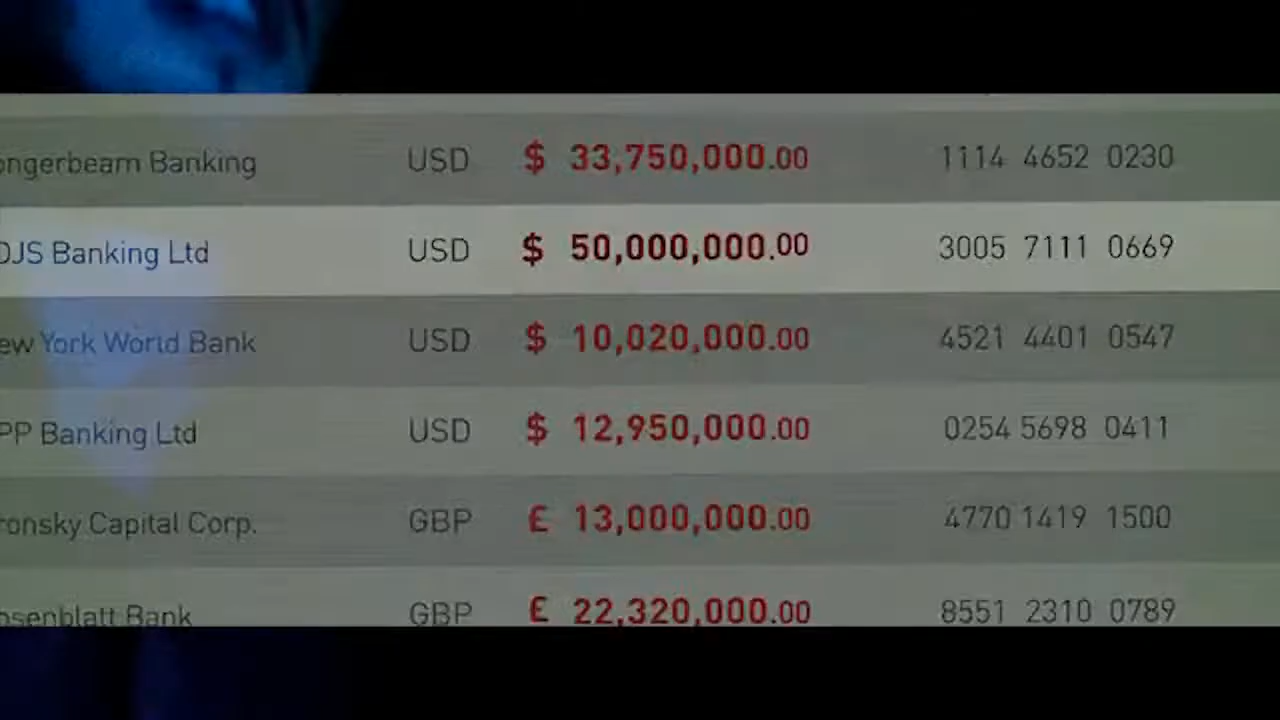 ongerbeam Banking USD $ 33,750,000.00 1114 4652 0230
DJS Banking Ltd USD $ 50,000,000.00 3005 7111 0669
ew York World Bank USD $ 10,020,000.00 4521 4401 0547
PP Banking Ltd USD $ 12,950,000.00 0254 5698 0411
ronsky Capital Corp. GBP £ 13,000,000.00 4770 1419 1500
osenblatt Bank GBP £ 22,320,000.00 8551 2310 0789